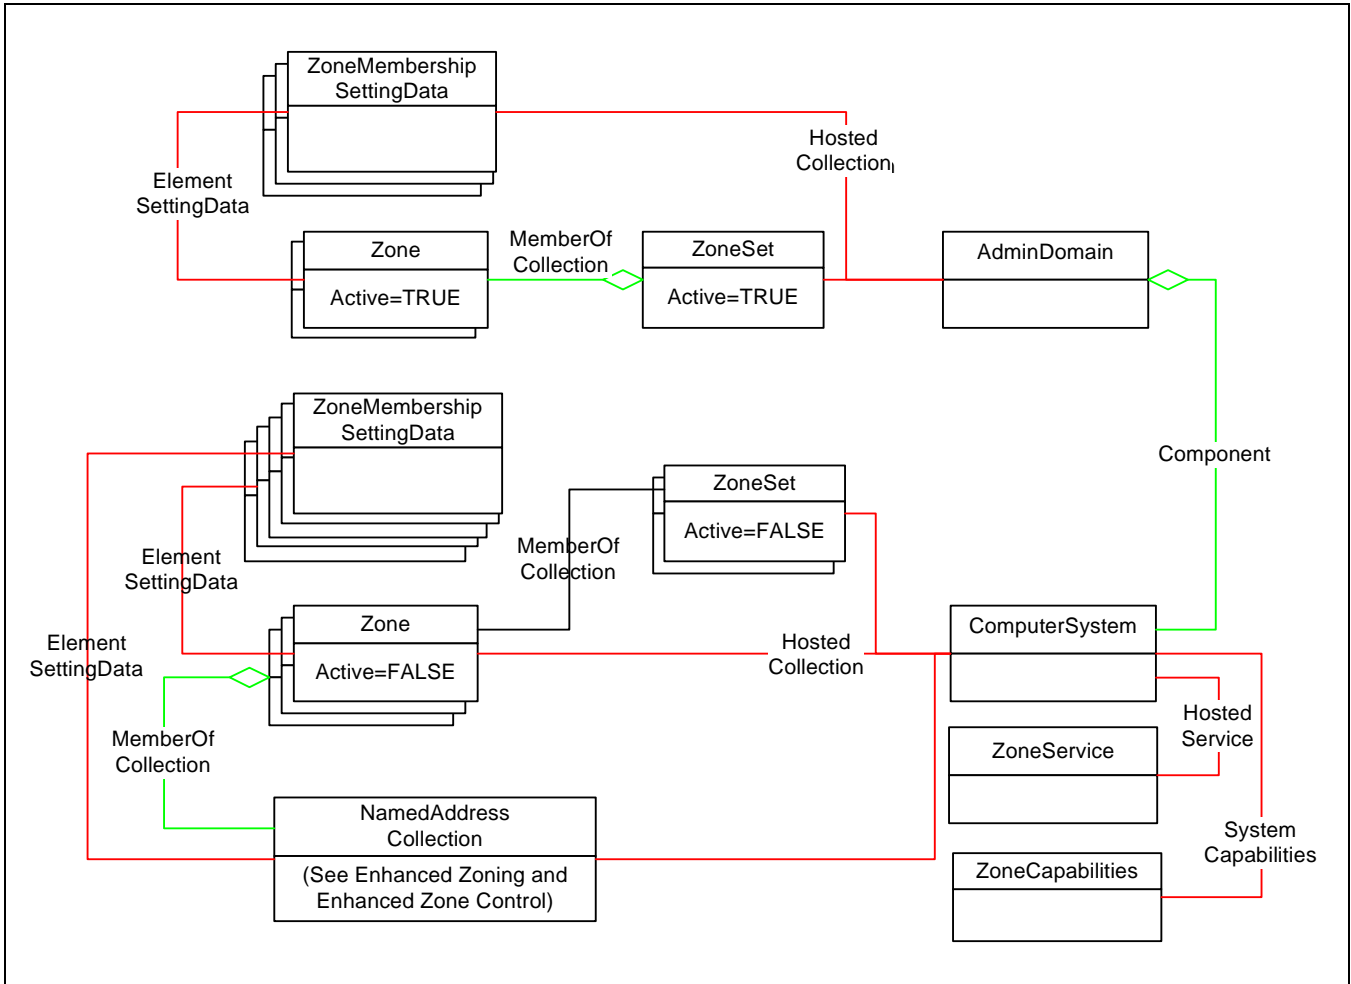 ZoneMembership
SettingData
Hosted
Collection
Element
SettingData
Zone
Active=TRUE
MemberOf
Collection
ZoneSet
Active=TRUE
AdminDomain
ZoneMembership
SettingData
Component
ZoneSet
Active=FALSE
MemberOf
Collection
Element
SettingData
Zone
Active=FALSE
Hosted
Collection
ComputerSystem
Element
SettingData
MemberOf
Collection
Hosted
Service
ZoneService
NamedAddress
Collection
(See Enhanced Zoning and
Enhanced Zone Control)
System
Capabilities
ZoneCapabilities